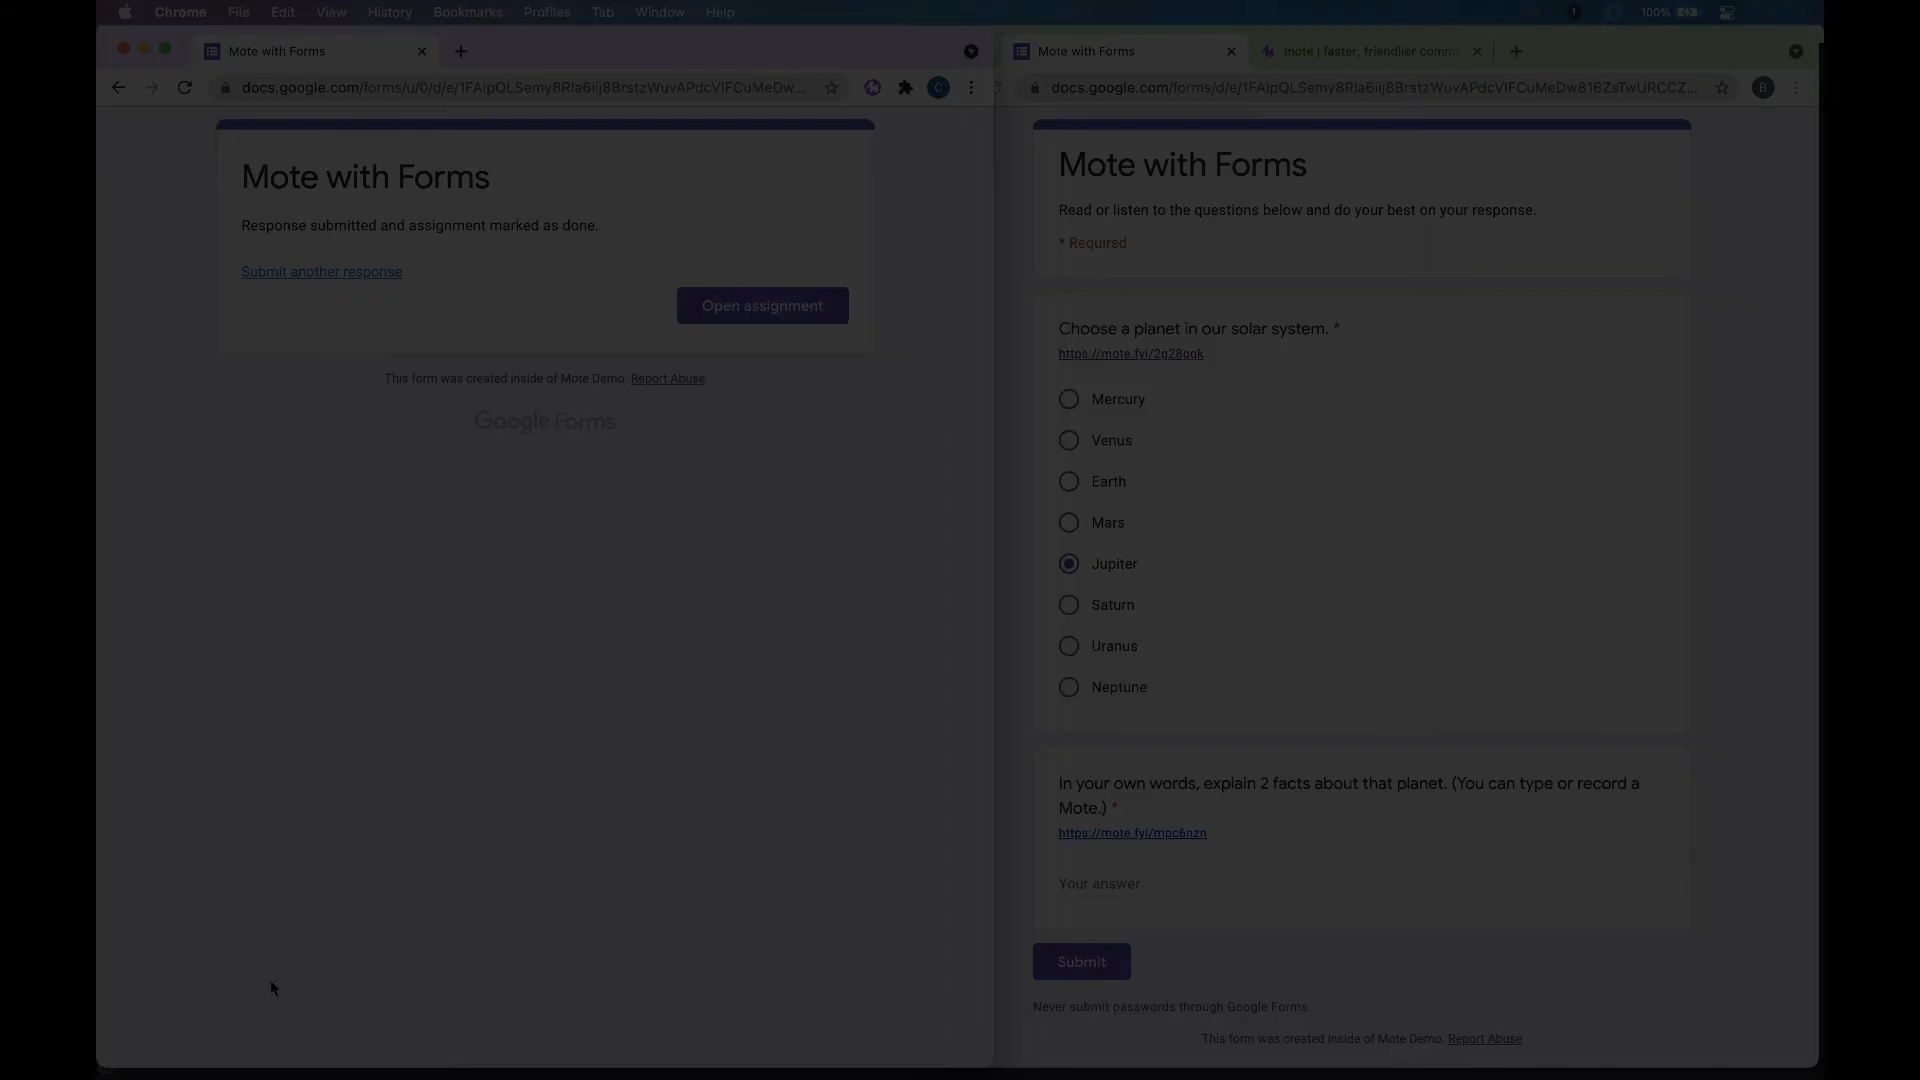 Chrome File Edit View History Bookmarks Profiles Tab Window Help
1
100%
Mote with Forms
docs.google.com/forms/u/0/d/e/1FAIpQLSemy8RIa6iij8BrstzWuvAPdcVIFCuMeDw...
C
Mote with Forms
Response submitted and assignment marked as done.
Submit another response
Open assignment
This form was created inside of Mote Demo. Report Abuse
Google Forms
Mote with Forms
mote | faster, friendlier comme
docs.google.com/forms/d/e/1FAIpQLSemy8RIa6iij8BrstzWuvAPdcVIFCuMeDw816ZsTwURCCZ...
B
Mote with Forms
Read or listen to the questions below and do your best on your response.
* Required
Choose a planet in our solar system. *
https://mote.fyi/2g28qqk
Mercury
Venus
Earth
Mars
Jupiter
Saturn
Uranus
Neptune
In your own words, explain 2 facts about that planet. (You can type or record a
Mote.) *
https://mote.fyi/mpc6nzn
Your answer
Submit
Never submit passwords through Google Forms.
This form was created inside of Mote Demo. Report Abuse